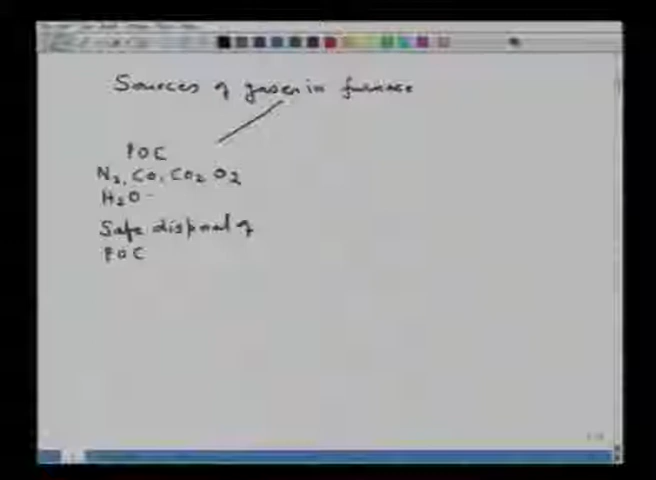 Sources of gases in furnace
POC
N2, CO, CO2 O2
H2O
Safe disposal of
POC